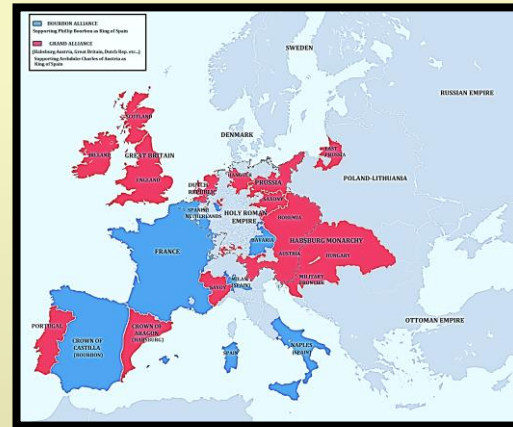 BOURBON ALLIANCE
Supporting Phillip Bourbon as King of Spain
GRAND ALLIANCE
(Habsburg Austria, Great Britain, Dutch Rep. etc..)
Supporting Archduke Charles of Austria as
King of Spain
SWEDEN
RUSSIAN EMPIRE
SCOTLAND
DENMARK
IRELAND
GREAT BRITAIN
EAST
PRUSSIA
ENGLAND
DUTCH
REPUBLIC
HANOVER
PRUSSIA
POLAND-LITHUANIA
SPANISH
NETHERLANDS
SAXONY
HOLY ROMAN
EMPIRE
BOHEMIA
FRANCE
BAVARIA
HABSBURG MONARCHY
AUSTRIA
HUNGARY
MILAN
(SPAIN)
MILITARY
FRONTIER
SAVOY
OTTOMAN EMPIRE
PORTUGAL
CROWN OF
CASTILLA
(BOURBON)
CROWN OF
ARAGON
(HABSBURG)
SPAIN
NAPLES
(SPAIN)